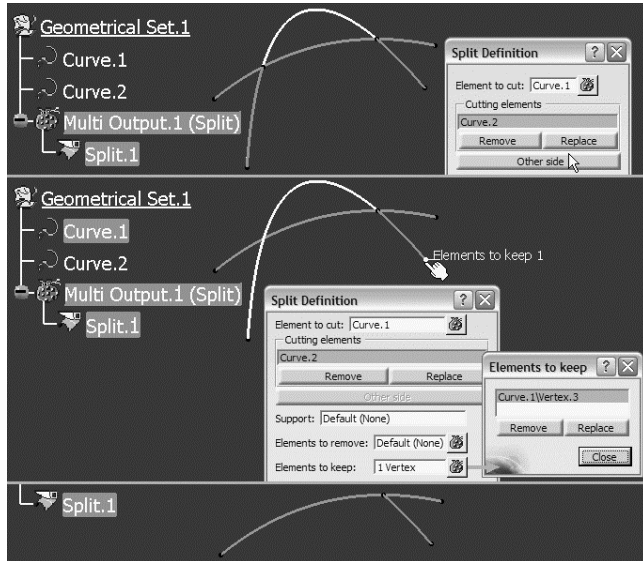 Geometrical Set.1
Curve.1
Curve.2
Multi Output.1 (Split)
Split.1
Split Definition
Element to cut: Curve.1
Cutting elements
Curve.2
Remove Replace
Other side
Geometrical Set.1
Curve.1
Curve.2
Multi Output.1 (Split)
Split.1
Elements to keep 1
Split Definition
Element to cut: Curve.1
Cutting elements
Curve.2
Remove Replace
Other side
Support: Default (None)
Elements to remove: Default (None)
Elements to keep: 1 Vertex
Elements to keep
Curve.1\Vertex.3
Remove Replace
Close
Split.1